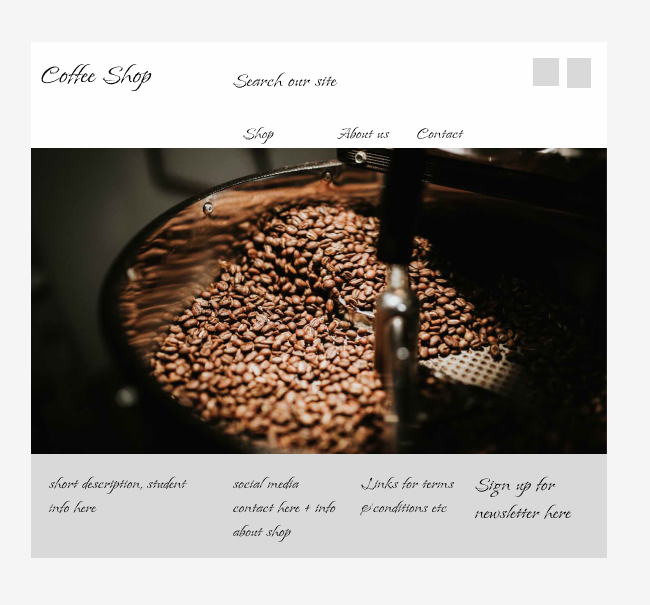 Coffee Shop
Search our site
Shop
About us
Contact
short description, student
info here
social media
contact here + info
about shop
Links for terms
& conditions etc
Sign up for
newsletter here